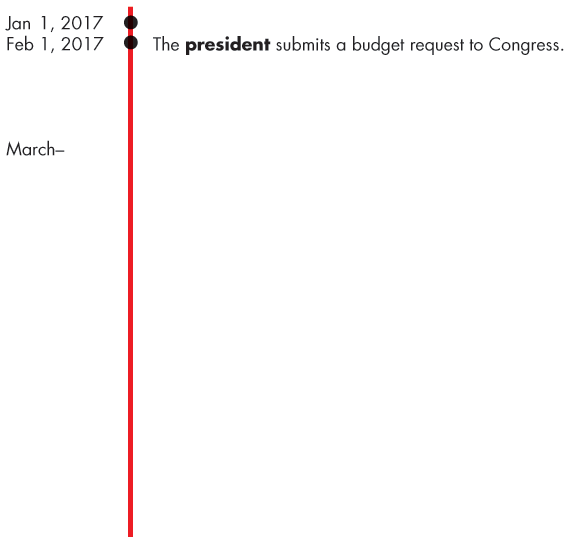 Jan 1, 2017
Feb 1, 2017 The president submits a budget request to Congress.
March–